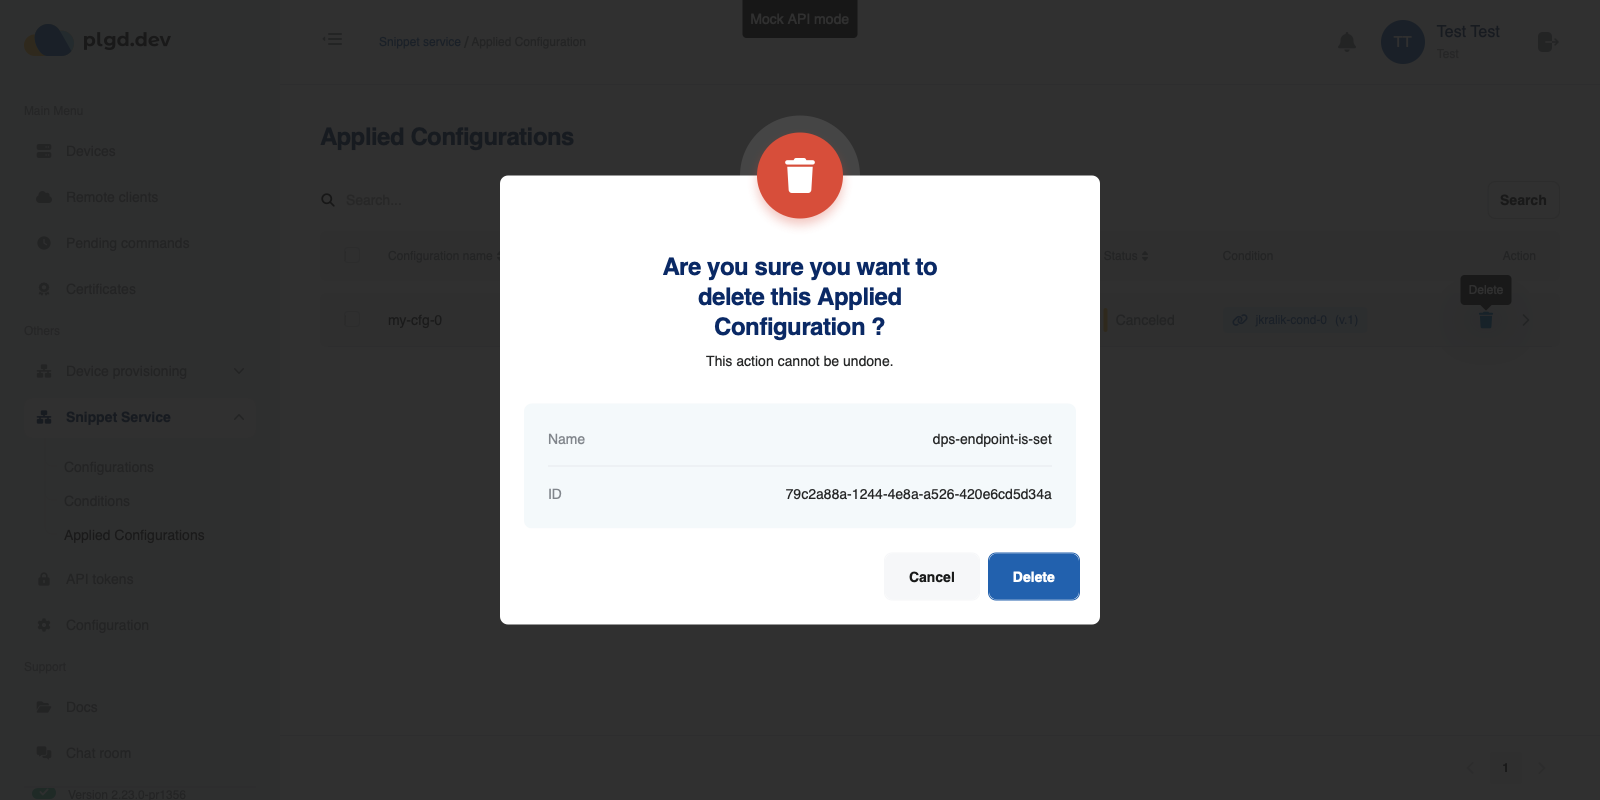 Mock API mode
plgd.dev
Snippet service / Applied Configuration
TT
Test Test
Test
Main Menu
Applied Configurations
Devices
Remote clients
Search...
Search
Pending commands
Configuration name
Status
Condition
Action
Certificates
Delete
my-cfg-0
Canceled
jkralik-cond-0 (v.1)
Others
Device provisioning
Snippet Service
Configurations
Conditions
Applied Configurations
API tokens
Configuration
Support
Docs
Chat room
Version 2.23.0-pr1356
Are you sure you want to
delete this Applied
Configuration ?
This action cannot be undone.
Name
dps-endpoint-is-set
ID
79c2a88a-1244-4e8a-a526-420e6cd5d34a
Cancel
Delete
1